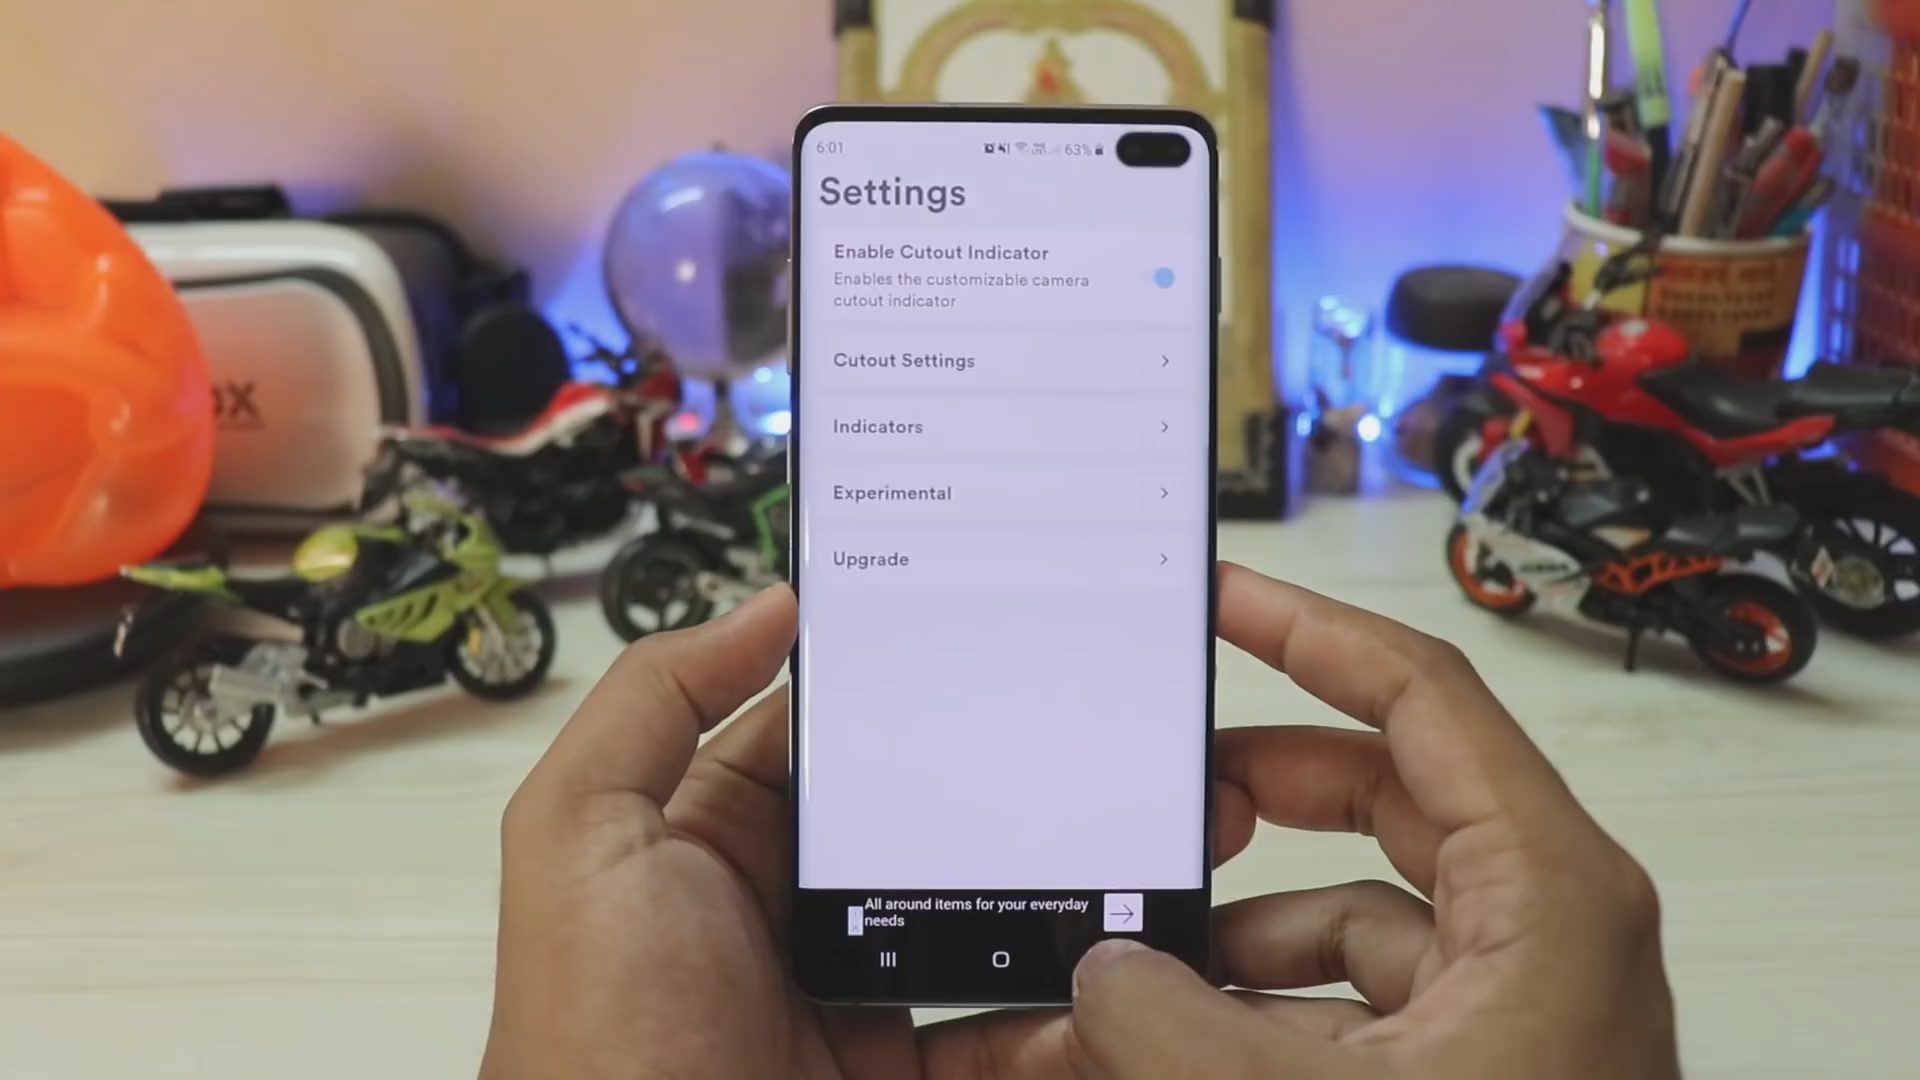 6:01
63%
Settings
Enable Cutout Indicator
Enables the customizable camera
cutout indicator
Cutout Settings
Indicators
Experimental
Upgrade
All around items for your everyday
needs